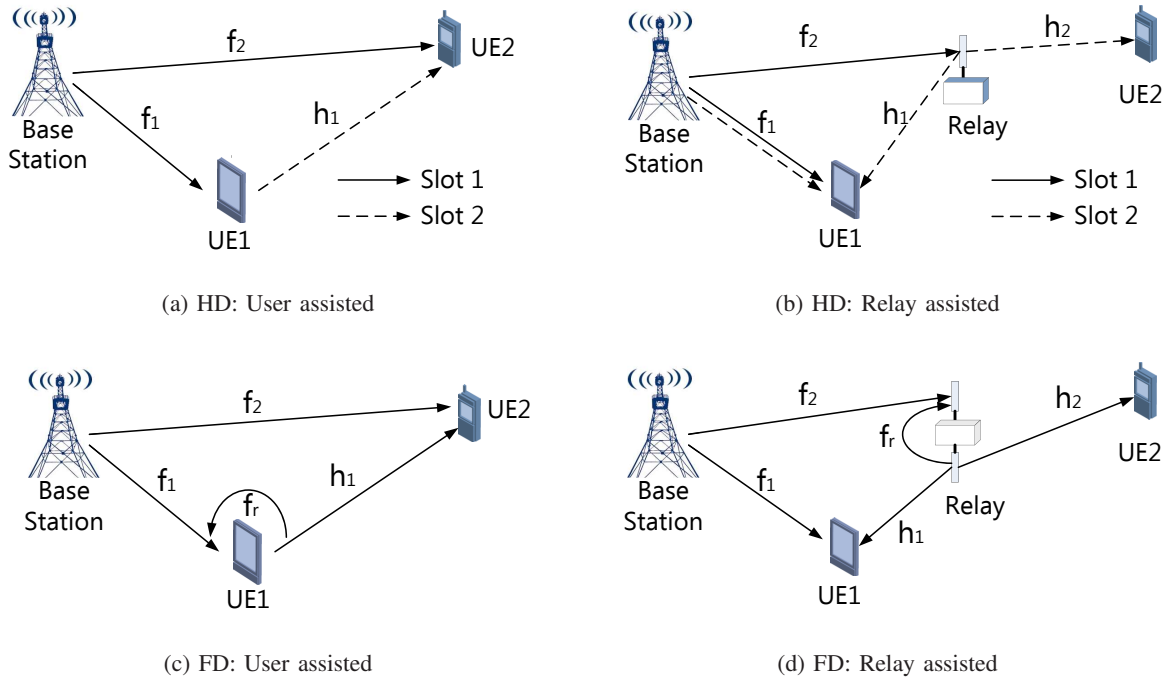 f2
UE2
f1
h1
Base
Station
Slot 1
Slot 2
UE1
(a) HD: User assisted
f2
h2
UE2
f1
h1
Relay
Base
Station
Slot 1
Slot 2
UE1
(b) HD: Relay assisted
f2
UE2
f1
fr
h1
Base
Station
UE1
(c) FD: User assisted
f2
h2
fr
UE2
f1
Relay
Base
Station
h1
UE1
(d) FD: Relay assisted